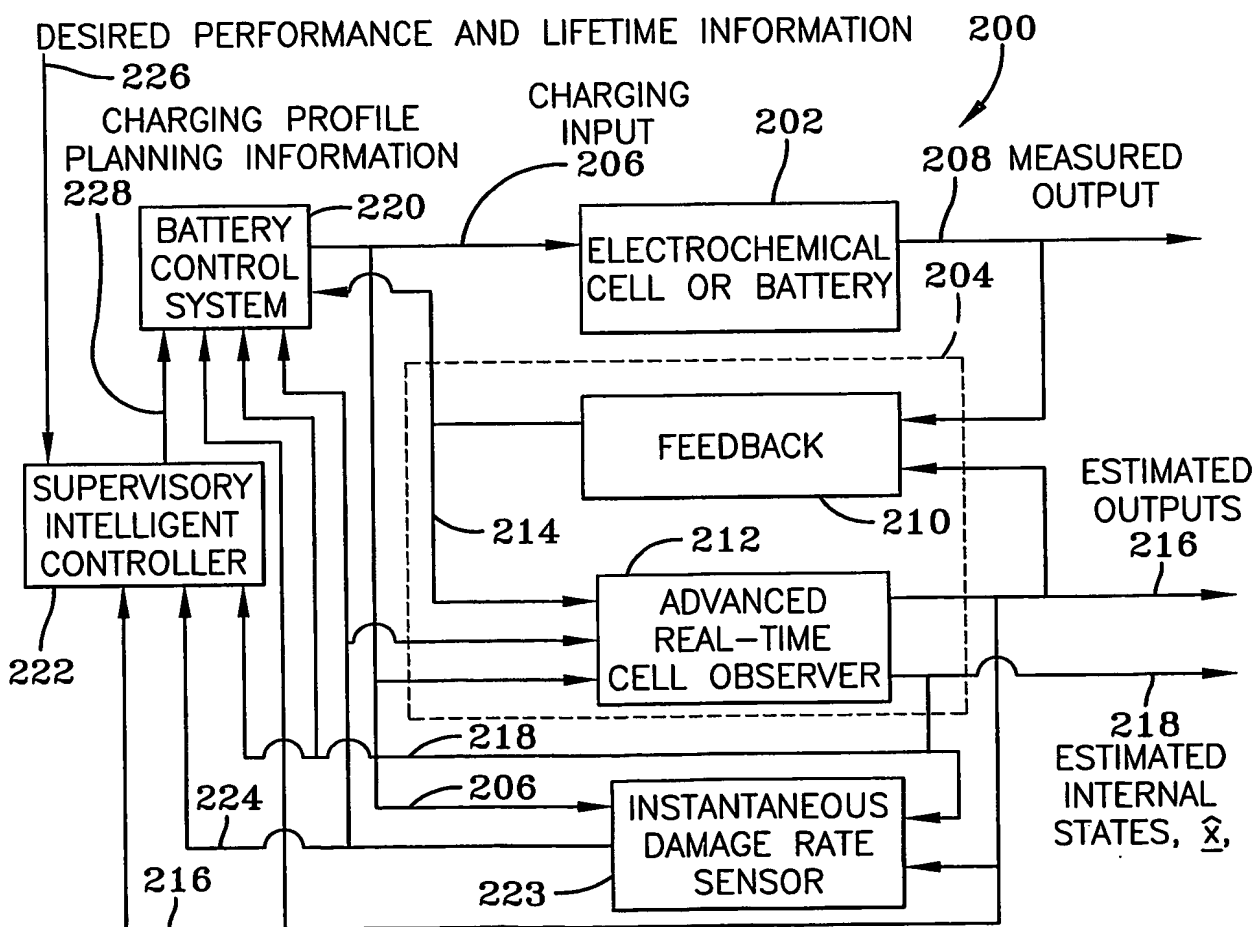 DESIRED PERFORMANCE AND LIFETIME INFORMATION
200
226
CHARGING PROFILE
PLANNING INFORMATION
228
CHARGING
INPUT
206
202
208 MEASURED
OUTPUT
220
BATTERY
CONTROL
SYSTEM
ELECTROCHEMICAL
CELL OR BATTERY
204
FEEDBACK
210
SUPERVISORY
INTELLIGENT
CONTROLLER
222
214
212
ADVANCED
REAL-TIME
CELL OBSERVER
ESTIMATED
OUTPUTS
216
218
ESTIMATED
INTERNAL
STATES, x̂,
218
206
224
INSTANTANEOUS
DAMAGE RATE
SENSOR
223
216